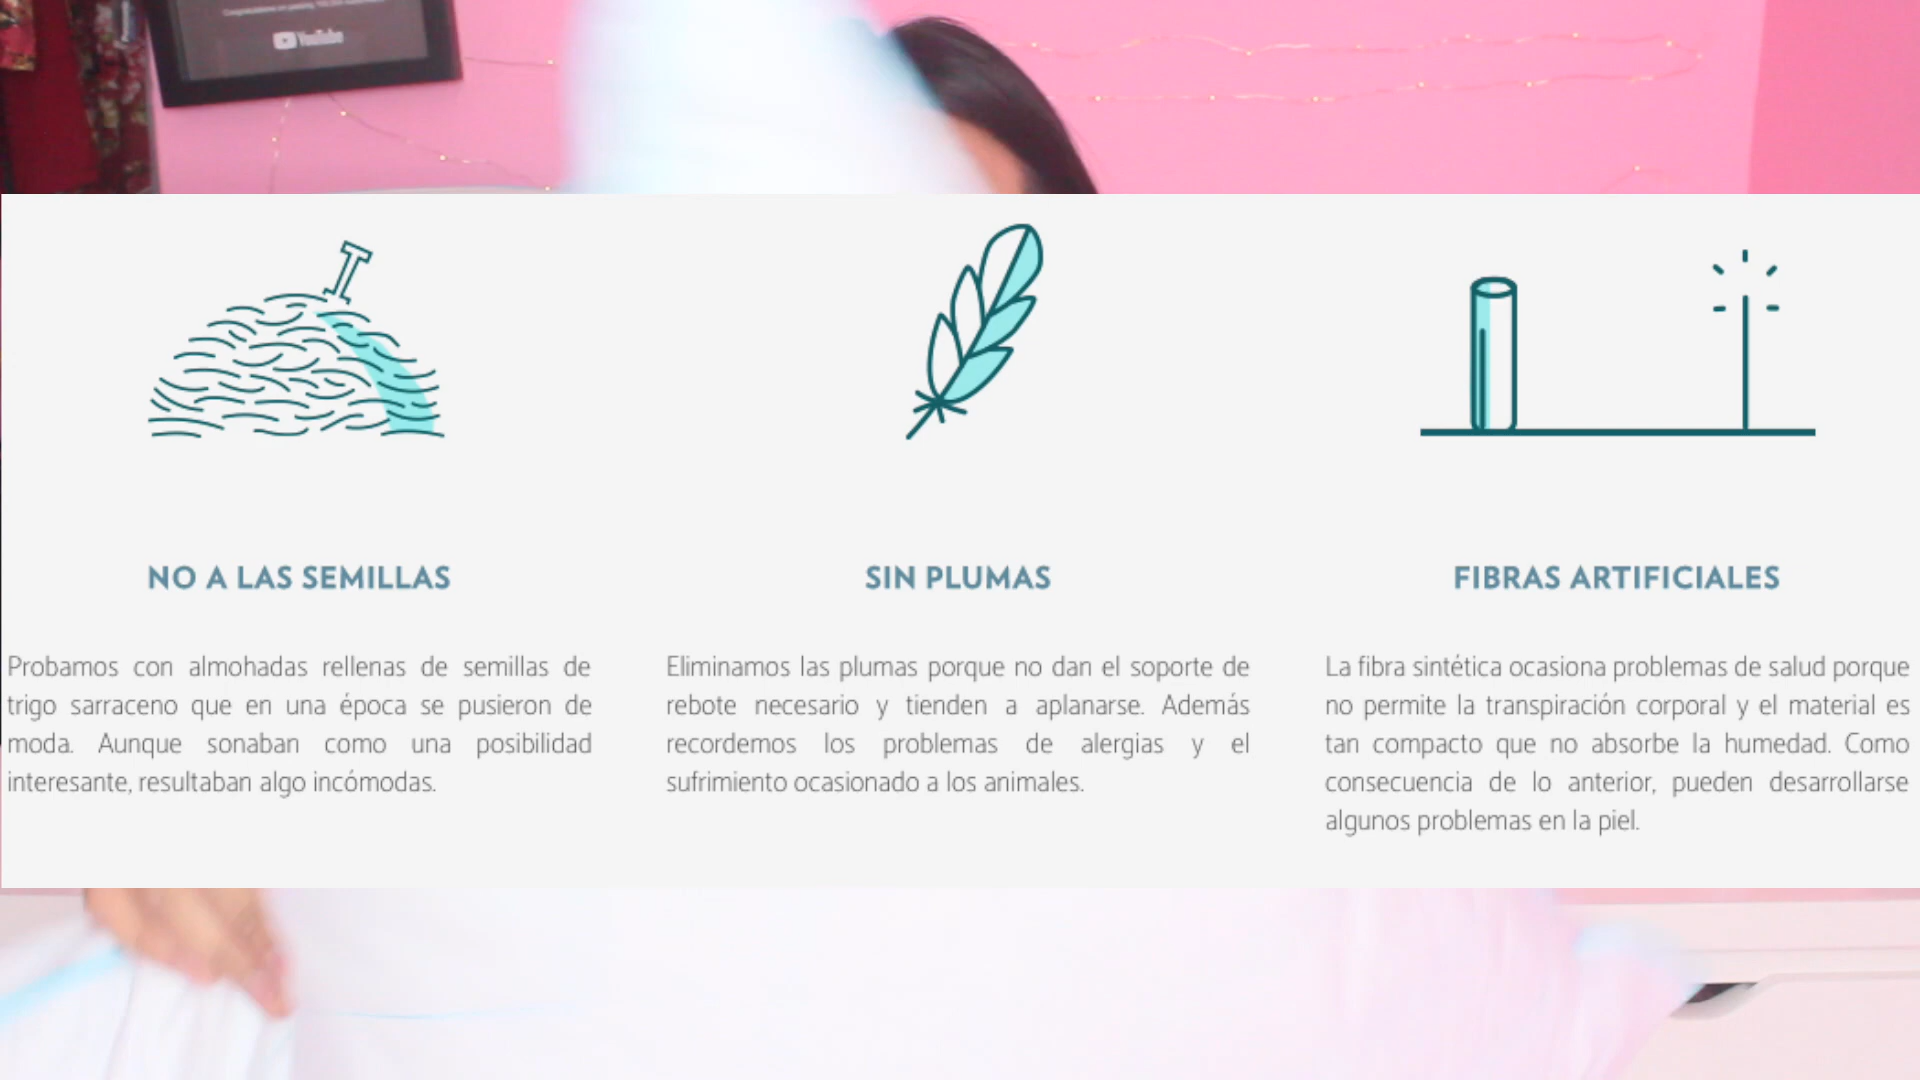 YouTube
NO A LAS SEMILLAS
Probamos con almohadas rellenas de semillas de
trigo sarraceno que en una época se pusieron de
moda. Aunque sonaban como una posibilidad
interesante, resultaban algo incómodas.
SIN PLUMAS
Eliminamos las plumas porque no dan el soporte de
rebote necesario y tienden a aplanarse. Además
recordemos los problemas de alergias y el
sufrimiento ocasionado a los animales.
FIBRAS ARTIFICIALES
La fibra sintética ocasiona problemas de salud porque
no permite la transpiración corporal y el material es
tan compacto que no absorbe la humedad. Como
consecuencia de lo anterior, pueden desarrollarse
algunos problemas en la piel.